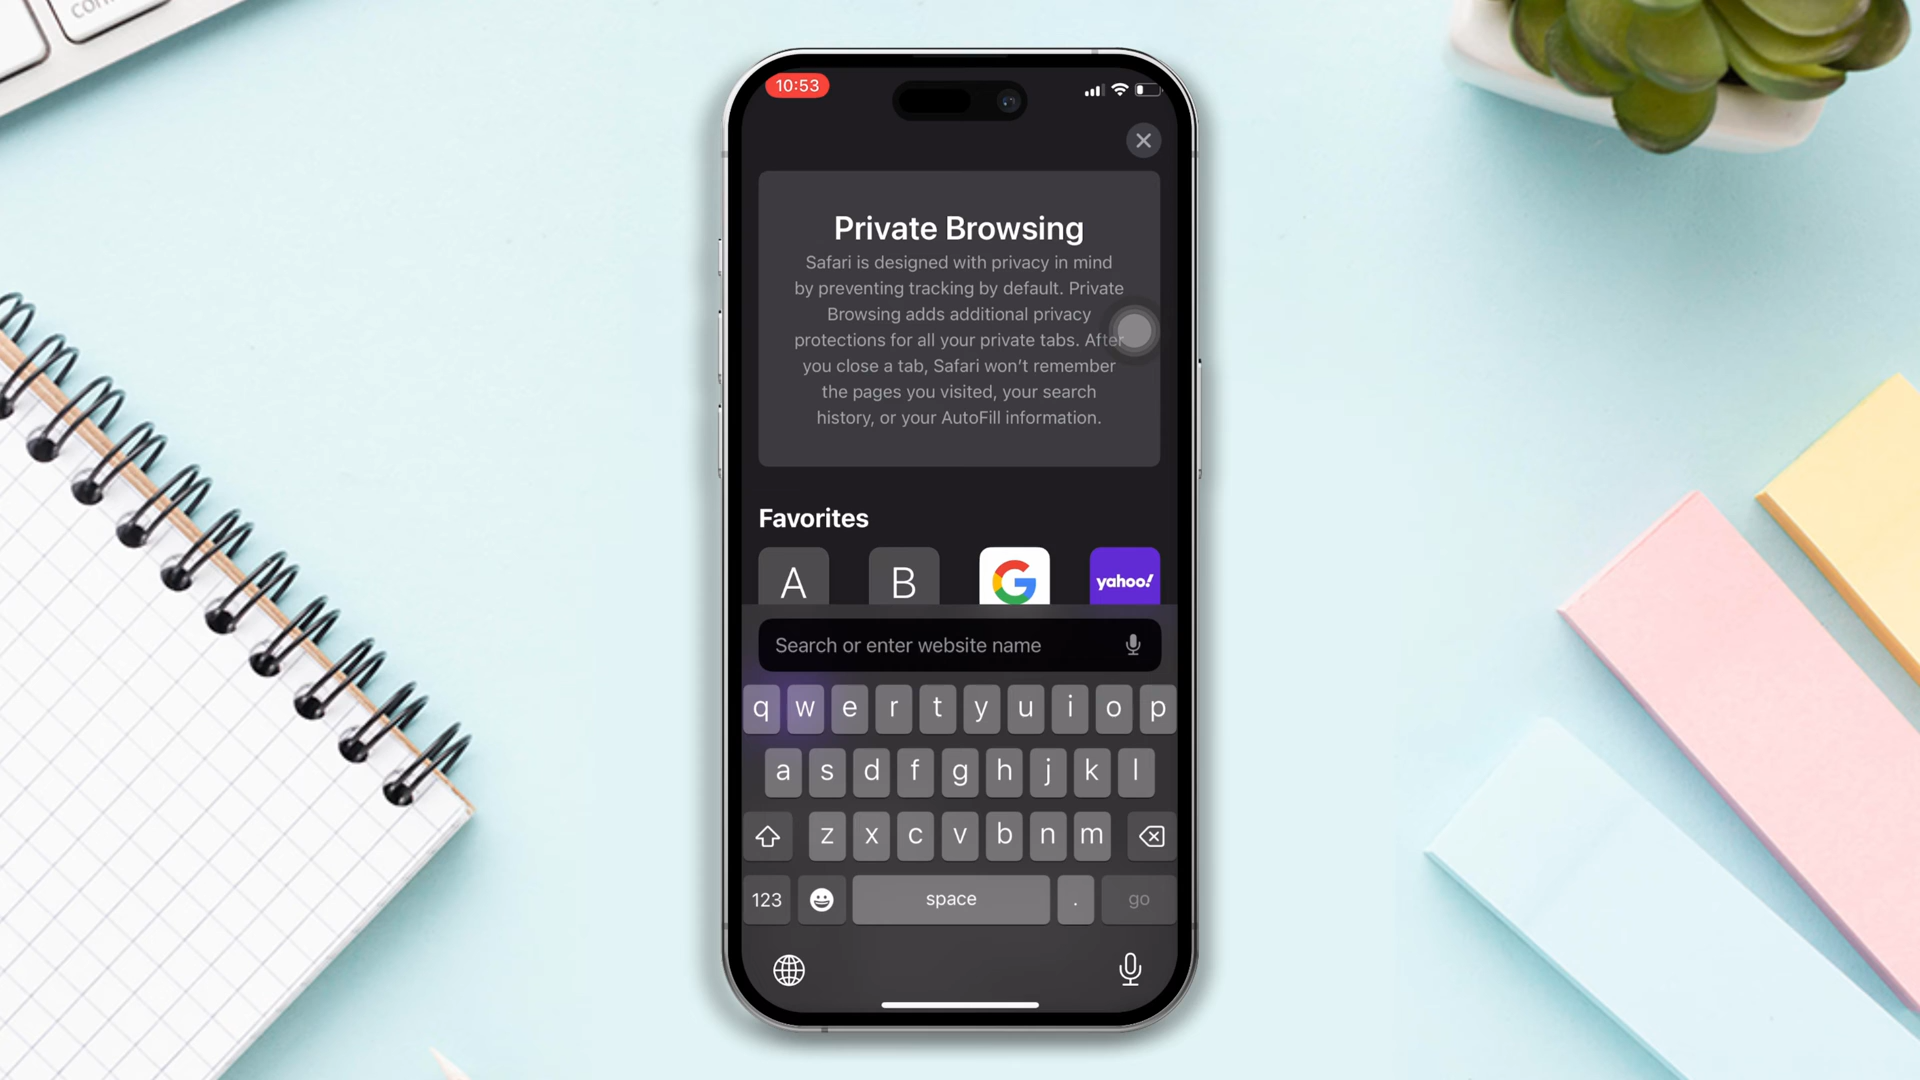 con
10:53
Private Browsing
Safari is designed with privacy in mind
by preventing tracking by default. Private
Browsing adds additional privacy
protections for all your private tabs. After
you close a tab, Safari won’t remember
the pages you visited, your search
history, or your AutoFill information.
Favorites
A B G yahoo!
Search or enter website name
q w e r t y u i o p
a s d f g h j k l
z x c v b n m
123 space . go